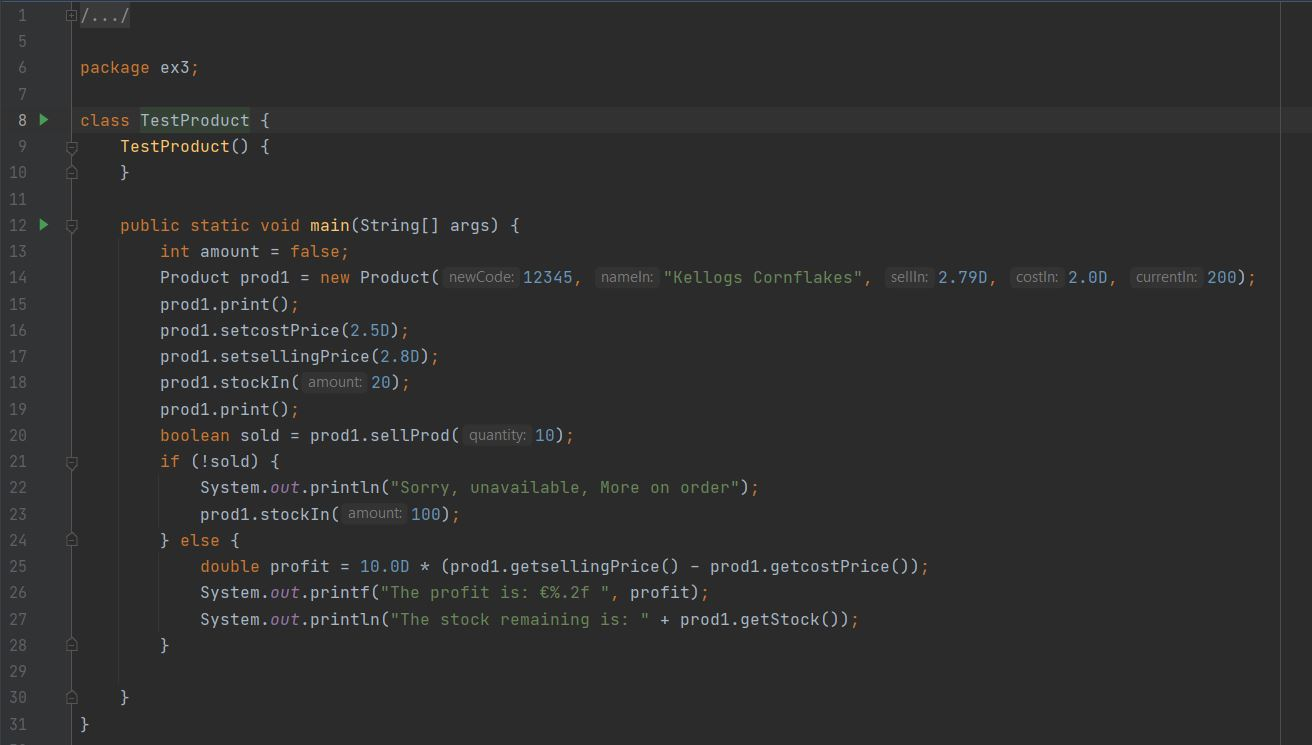 1 /.../
5
6 package ex3;
7
8 class TestProduct {
9 TestProduct() {
10 }
11
12 public static void main(String[] args) {
13 int amount = false;
14 Product prod1 = new Product( newCode: 12345, nameIn: "Kellogs Cornflakes", sellIn: 2.79D, costIn: 2.0D, currentIn: 200);
15 prod1.print();
16 prod1.setcostPrice(2.5D);
17 prod1.setsellingPrice(2.8D);
18 prod1.stockIn( amount: 20);
19 prod1.print();
20 boolean sold = prod1.sellProd( quantity: 10);
21 if (!sold) {
22 System.out.println("Sorry, unavailable, More on order");
23 prod1.stockIn( amount: 100);
24 } else {
25 double profit = 10.0D * (prod1.getsellingPrice() - prod1.getcostPrice());
26 System.out.printf("The profit is: €%.2f ", profit);
27 System.out.println("The stock remaining is: " + prod1.getStock());
28 }
29
30 }
31 }